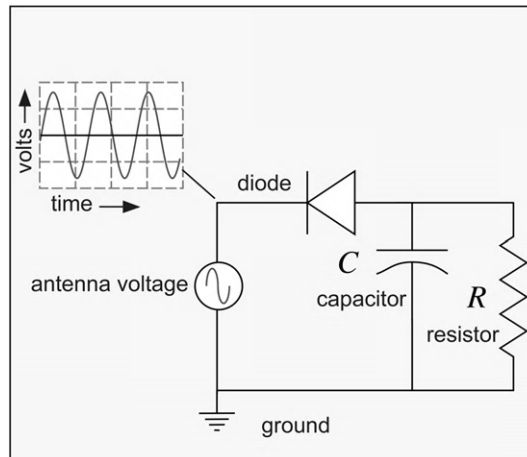 volts
time
diode
antenna voltage
C
capacitor
R
resistor
ground